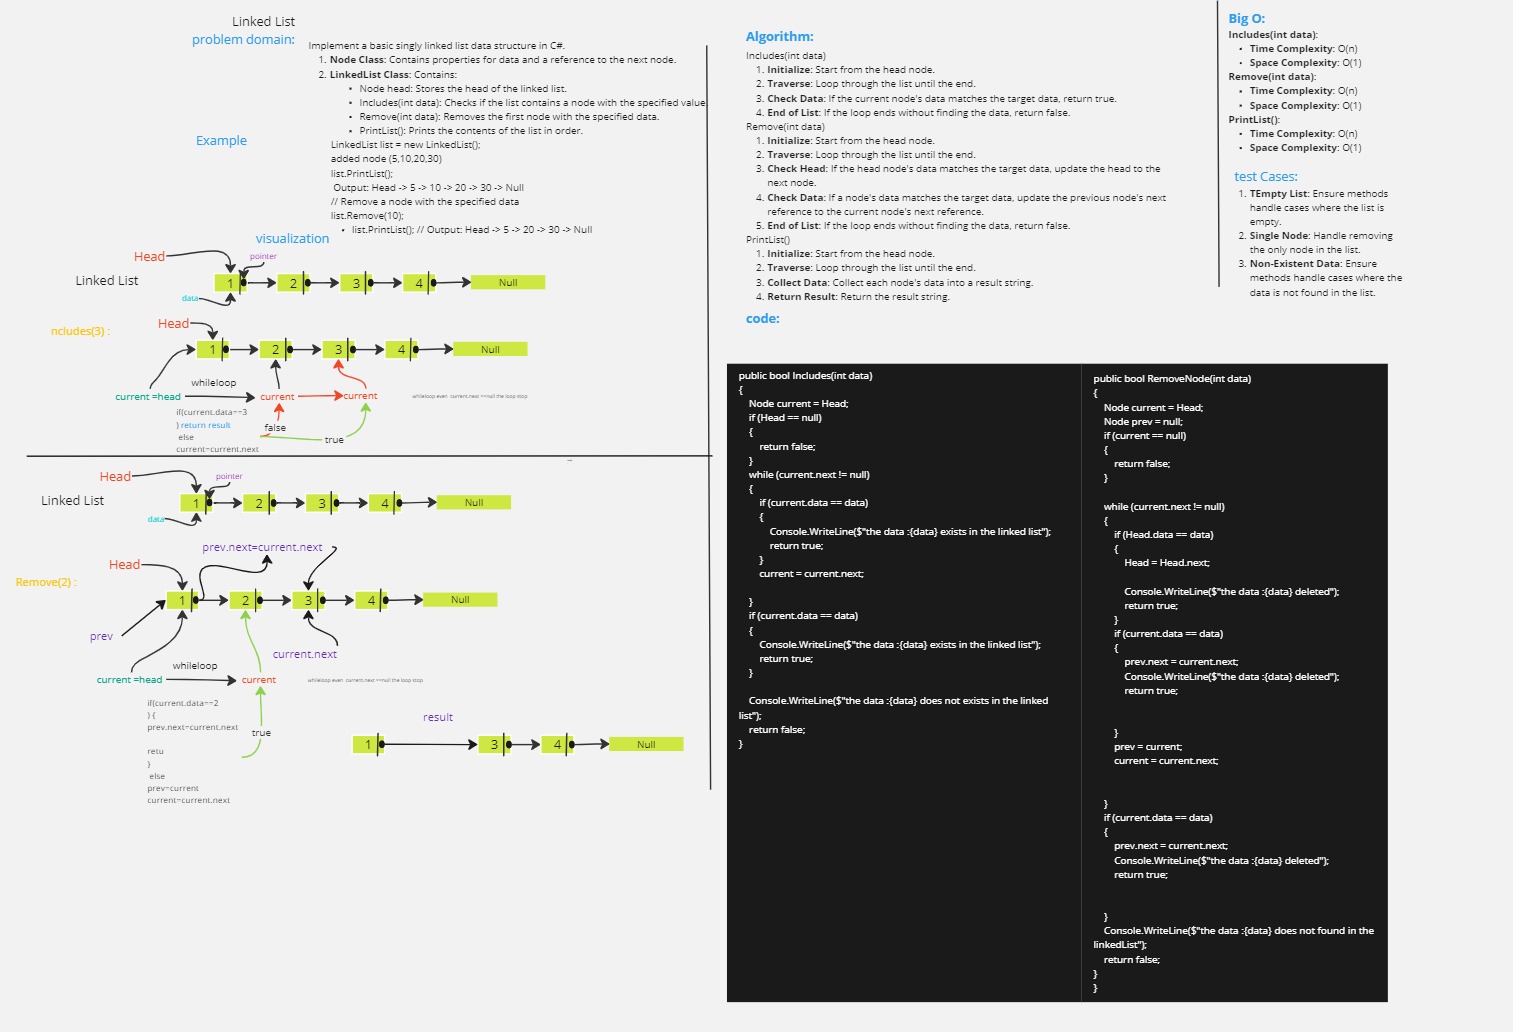 Linked List
problem domain:
Implement a basic singly linked list data structure in C#.
1. Node Class: Contains properties for data and a reference to the next node.
2. LinkedList Class: Contains:
• Node head: Stores the head of the linked list.
• Includes(int data): Checks if the list contains a node with the specified value.
• Remove(int data): Removes the first node with the specified data.
• PrintList(): Prints the contents of the list in order.
Example
LinkedList list = new LinkedList();
added node (5,10,20,30)
list.PrintList();
Output: Head -> 5 -> 10 -> 20 -> 30 -> Null
// Remove a node with the specified data
list.Remove(10);
• list.PrintList(); // Output: Head -> 5 -> 20 -> 30 -> Null
visualization
Head
pointer
Linked List
1 2 3 4 Null
data
ncludes(3) :
Head
1 2 3 4 Null
whileloop
current =head
current
current
whileloop even current.next ==null the loop stop
if(current.data==3
) return result
else
current=current.next
false
true
Head
pointer
Linked List
1 2 3 4 Null
data
prev.next=current.next
Head
Remove(2) :
1 2 3 4 Null
prev
current.next
whileloop
current =head
current
whileloop even current.next ==null the loop stop
if(current.data==2
) {
prev.next=current.next
retu
}
else
prev=current
current=current.next
true
result
1 3 4 Null
Algorithm:
Includes(int data)
1. Initialize: Start from the head node.
2. Traverse: Loop through the list until the end.
3. Check Data: If the current node's data matches the target data, return true.
4. End of List: If the loop ends without finding the data, return false.
Remove(int data)
1. Initialize: Start from the head node.
2. Traverse: Loop through the list until the end.
3. Check Head: If the head node's data matches the target data, update the head to the
next node.
4. Check Data: If a node's data matches the target data, update the previous node's next
reference to the current node's next reference.
5. End of List: If the loop ends without finding the data, return false.
PrintList()
1. Initialize: Start from the head node.
2. Traverse: Loop through the list until the end.
3. Collect Data: Collect each node's data into a result string.
4. Return Result: Return the result string.
code:
public bool Includes(int data)
{
Node current = Head;
if (Head == null)
{
return false;
}
while (current.next != null)
{
if (current.data == data)
{
Console.WriteLine($"the data :{data} exists in the linked list");
return true;
}
current = current.next;
}
if (current.data == data)
{
Console.WriteLine($"the data :{data} exists in the linked list");
return true;
}
Console.WriteLine($"the data :{data} does not exists in the linked
list");
return false;
}
public bool RemoveNode(int data)
{
Node current = Head;
Node prev = null;
if (current == null)
{
return false;
}
while (current.next != null)
{
if (Head.data == data)
{
Head = Head.next;
Console.WriteLine($"the data :{data} deleted");
return true;
}
if (current.data == data)
{
prev.next = current.next;
Console.WriteLine($"the data :{data} deleted");
return true;
}
prev = current;
current = current.next;
}
if (current.data == data)
{
prev.next = current.next;
Console.WriteLine($"the data :{data} deleted");
return true;
}
Console.WriteLine($"the data :{data} does not found in the
linkedList");
return false;
}
}
Big O:
Includes(int data):
• Time Complexity: O(n)
• Space Complexity: O(1)
Remove(int data):
• Time Complexity: O(n)
• Space Complexity: O(1)
PrintList():
• Time Complexity: O(n)
• Space Complexity: O(1)
test Cases:
1. TEmpty List: Ensure methods
handle cases where the list is
empty.
2. Single Node: Handle removing
the only node in the list.
3. Non-Existent Data: Ensure
methods handle cases where the
data is not found in the list.